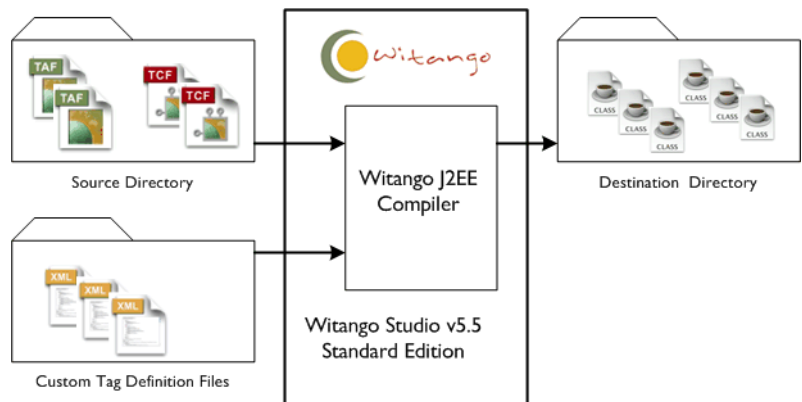 TAF
TAF
TCF
TCF
Source Directory
XML
XML
XML
Custom Tag Definition Files
witango
Witango J2EE
Compiler
Witango Studio v5.5
Standard Edition
CLASS
CLASS
CLASS
CLASS
CLASS
CLASS
Destination Directory